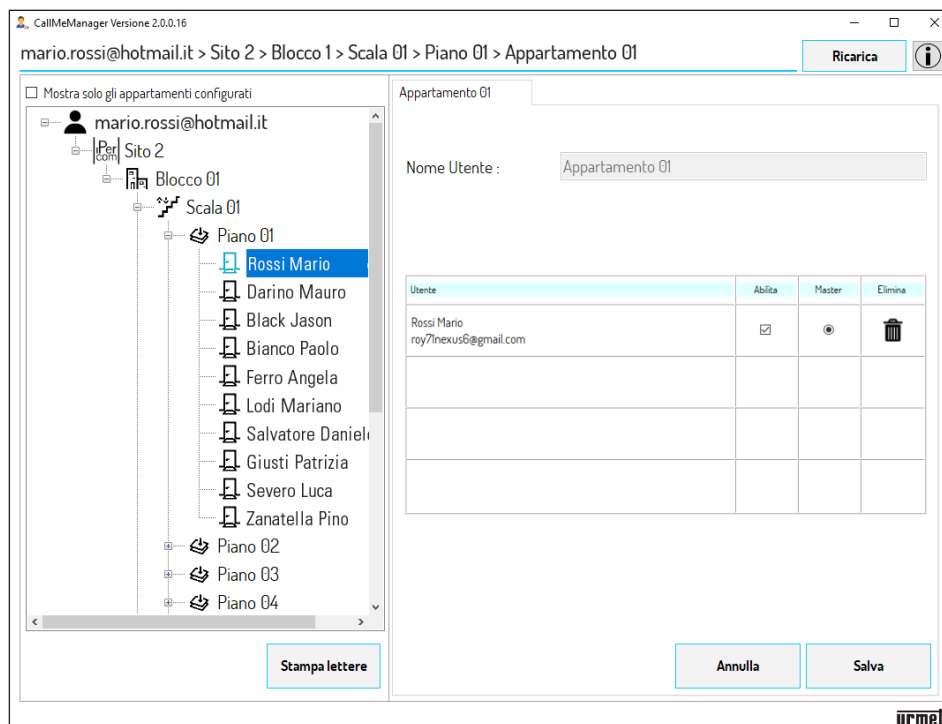 CallMeManager Versione 2.0.0.16
mario.rossi@hotmail.it > Sito 2 > Blocco 1 > Scala 01 > Piano 01 > Appartamento 01
Ricarica
Mostra solo gli appartamenti configurati
mario.rossi@hotmail.it
iPer com Sito 2
Blocco 01
Scala 01
Piano 01
Rossi Mario
Darino Mauro
Black Jason
Bianco Paolo
Ferro Angela
Lodi Mariano
Salvatore Daniel
Giusti Patrizia
Severo Luca
Zanatella Pino
Piano 02
Piano 03
Piano 04
Stampa lettere
Appartamento 01
Nome Utente : Appartamento 01
Utente Abilita Master Elimina
Rossi Mario
roy71nexus6@gmail.com
Annulla Salva